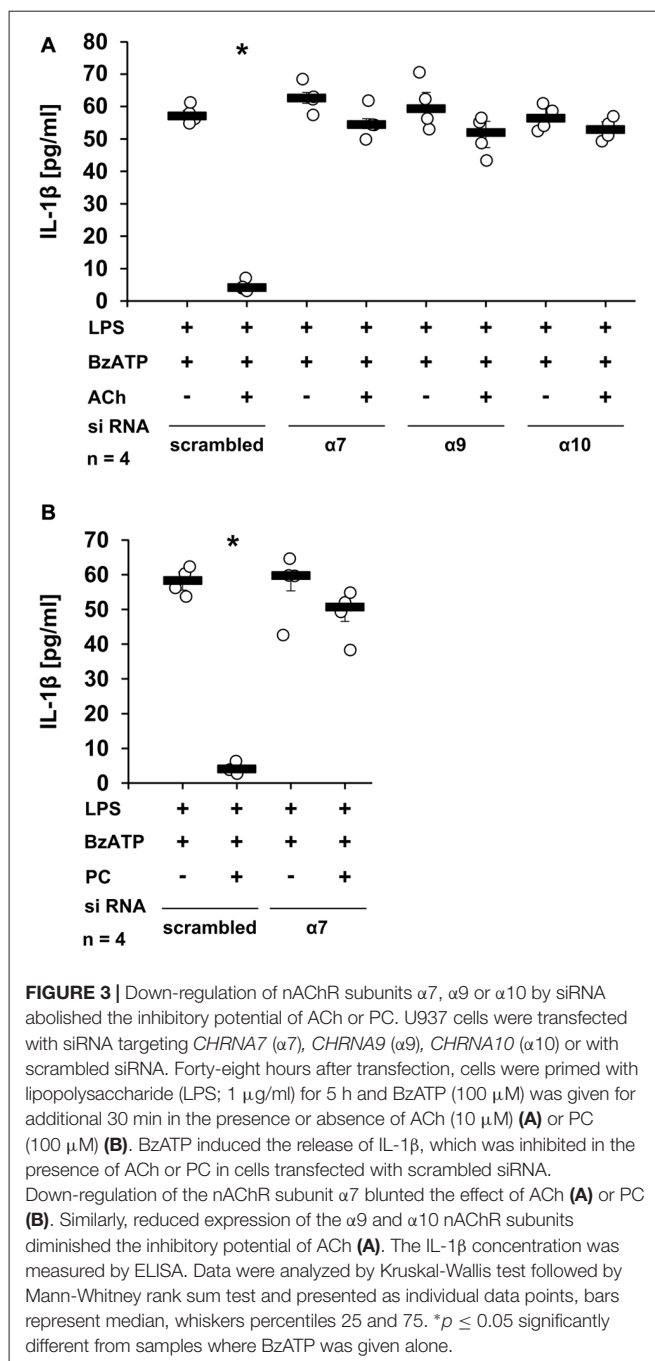 A
*
80
70
60
50
40
30
20
10
0
IL-1β [pg/ml]
LPS + + + + + + + +
BzATP + + + + + + + +
ACh - + - + - + - +
si RNA
scrambled α7 α9 α10
n = 4
B
*
70
60
50
40
30
20
10
0
IL-1β [pg/ml]
LPS + + + +
BzATP + + + +
PC - + - +
si RNA
scrambled α7
n = 4
FIGURE 3 | Down-regulation of nAChR subunits α7, α9 or α10 by siRNA
abolished the inhibitory potential of ACh or PC. U937 cells were transfected
with siRNA targeting CHRNA7 (α7), CHRNA9 (α9), CHRNA10 (α10) or with
scrambled siRNA. Forty-eight hours after transfection, cells were primed with
lipopolysaccharide (LPS; 1 μg/ml) for 5 h and BzATP (100 μM) was given for
additional 30 min in the presence or absence of ACh (10 μM) (A) or PC
(100 μM) (B). BzATP induced the release of IL-1β, which was inhibited in the
presence of ACh or PC in cells transfected with scrambled siRNA.
Down-regulation of the nAChR subunit α7 blunted the effect of ACh (A) or PC
(B). Similarly, reduced expression of the α9 and α10 nAChR subunits
diminished the inhibitory potential of ACh (A). The IL-1β concentration was
measured by ELISA. Data were analyzed by Kruskal-Wallis test followed by
Mann-Whitney rank sum test and presented as individual data points, bars
represent median, whiskers percentiles 25 and 75. *p ≤ 0.05 significantly
different from samples where BzATP was given alone.